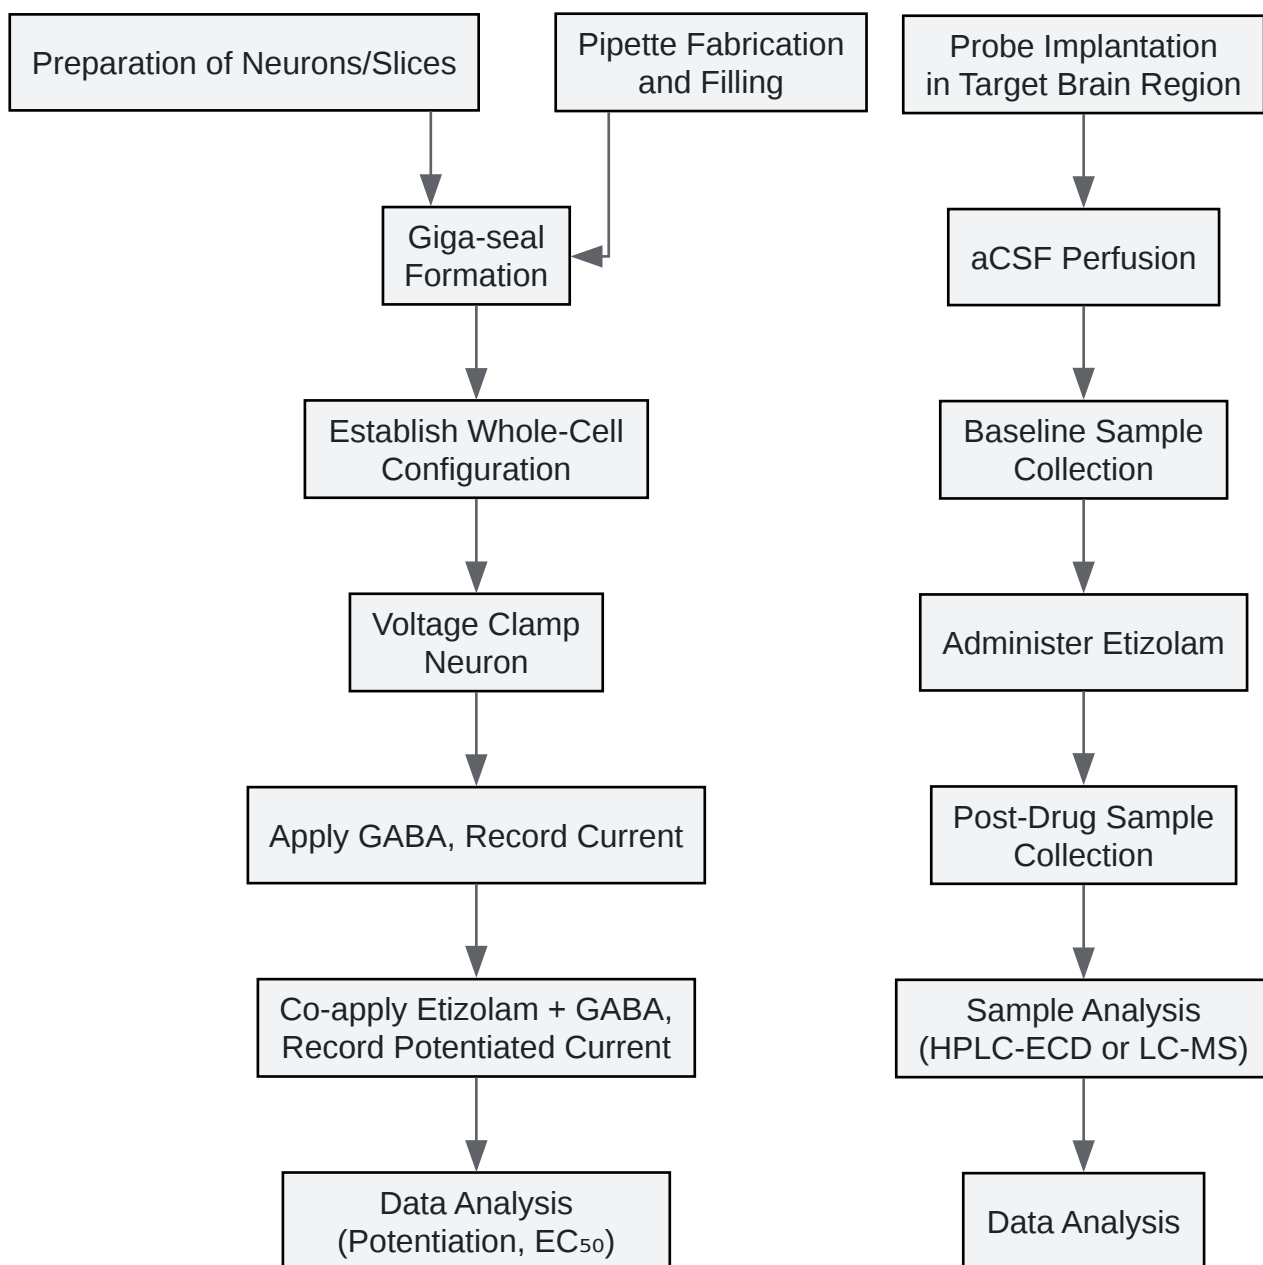 Preparation of Neurons/Slices
Pipette Fabrication
and Filling
Giga-seal
Formation
Establish Whole-Cell
Configuration
Voltage Clamp
Neuron
Apply GABA, Record Current
Co-apply Etizolam + GABA,
Record Potentiated Current
Data Analysis
(Potentiation, EC₅₀)
Probe Implantation
in Target Brain Region
aCSF Perfusion
Baseline Sample
Collection
Administer Etizolam
Post-Drug Sample
Collection
Sample Analysis
(HPLC-ECD or LC-MS)
Data Analysis